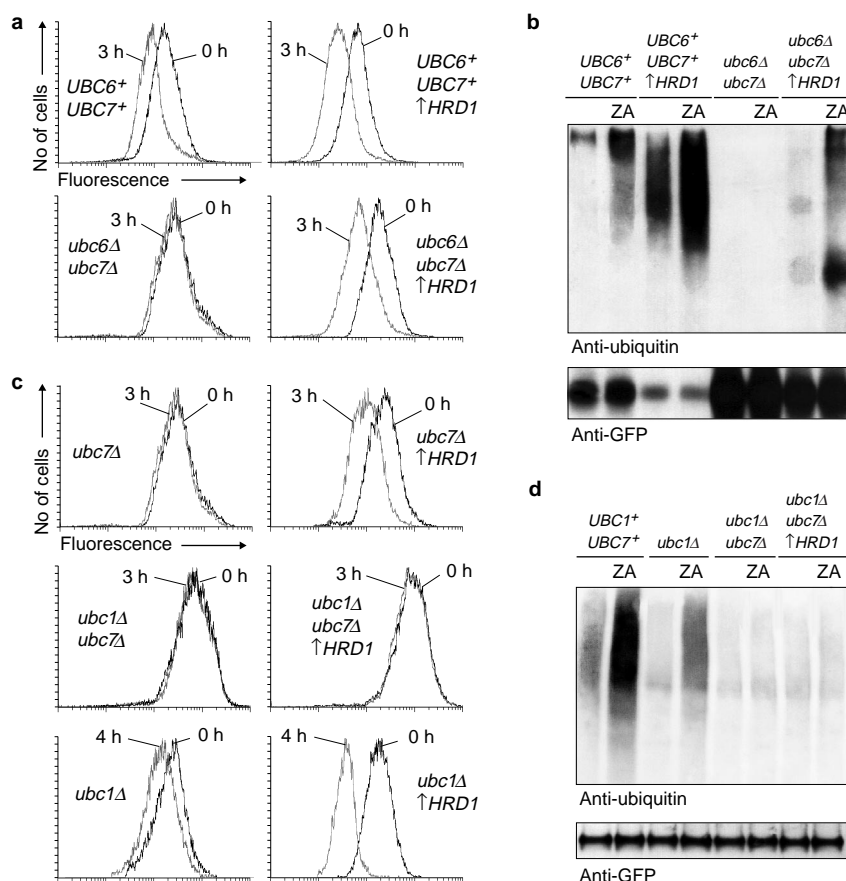 a
No of cells
Fluorescence
3 h
0 h
UBC6+
UBC7+
3 h
0 h
UBC6+
UBC7+
↑HRD1
3 h
0 h
ubc6Δ
ubc7Δ
3 h
0 h
ubc6Δ
ubc7Δ
↑HRD1
b
UBC6+
UBC7+
UBC6+
UBC7+
↑HRD1
ubc6Δ
ubc7Δ
ubc6Δ
ubc7Δ
↑HRD1
ZA ZA ZA ZA
Anti-ubiquitin
Anti-GFP
c
No of cells
Fluorescence
3 h
0 h
ubc7Δ
3 h
0 h
ubc7Δ
↑HRD1
3 h
0 h
ubc1Δ
ubc7Δ
3 h
0 h
ubc1Δ
ubc7Δ
↑HRD1
4 h
0 h
ubc1Δ
4 h
0 h
ubc1Δ
↑HRD1
d
UBC1+
UBC7+
ubc1Δ
ubc1Δ
ubc7Δ
ubc1Δ
ubc7Δ
↑HRD1
ZA ZA ZA ZA
Anti-ubiquitin
Anti-GFP